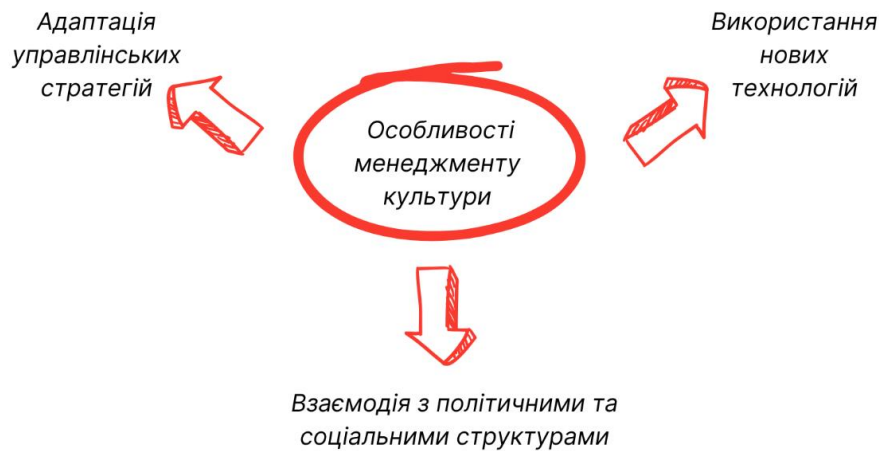 Адаптація
управлінських
стратегій
Використання
нових
технологій
Особливості
менеджменту
культури
Взаємодія з політичними та
соціальними структурами